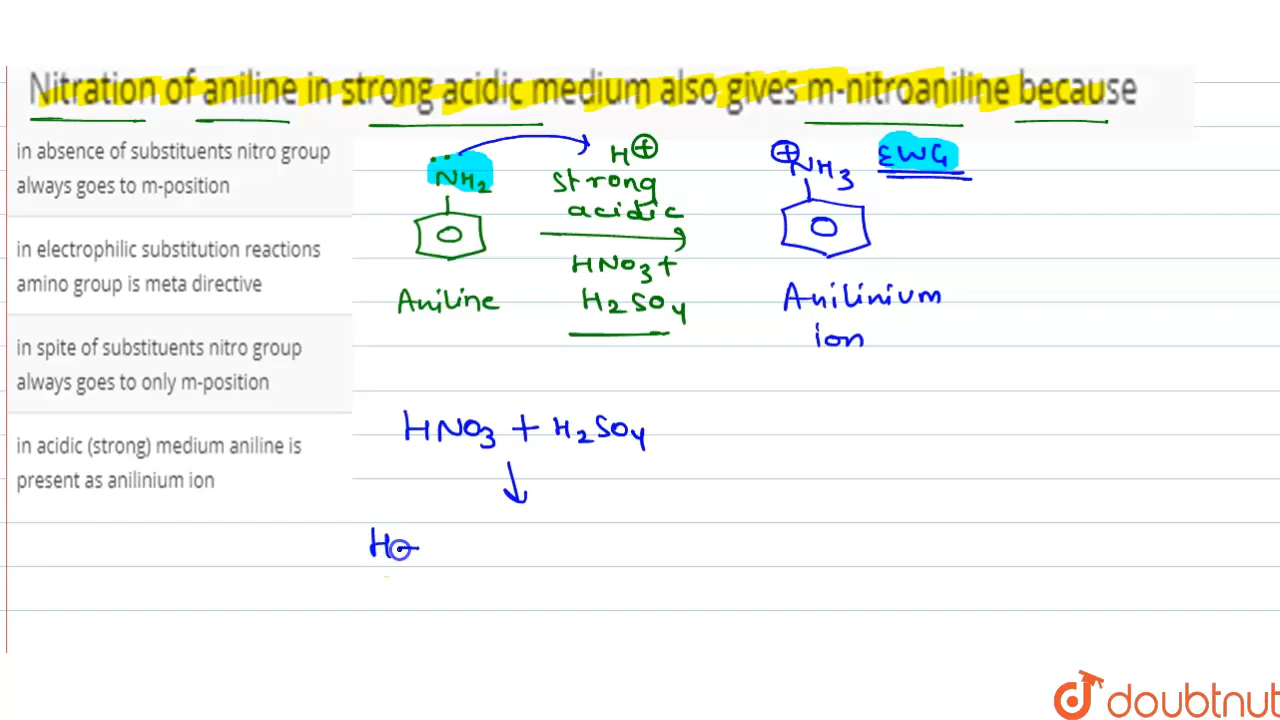 Nitration of aniline in strong acidic medium also gives m-nitroaniline because
in absence of substituents nitro group
always goes to m-position
in electrophilic substitution reactions
amino group is meta directive
in spite of substituents nitro group
always goes to only m-position
in acidic (strong) medium aniline is
present as anilinium ion
NH2
H⊕
strong
acidic
HNO3+
H2SO4
Aniline
⊕NH3
EWG
Anilinium
ion
HNO3 + H2SO4
HO
doubtnut